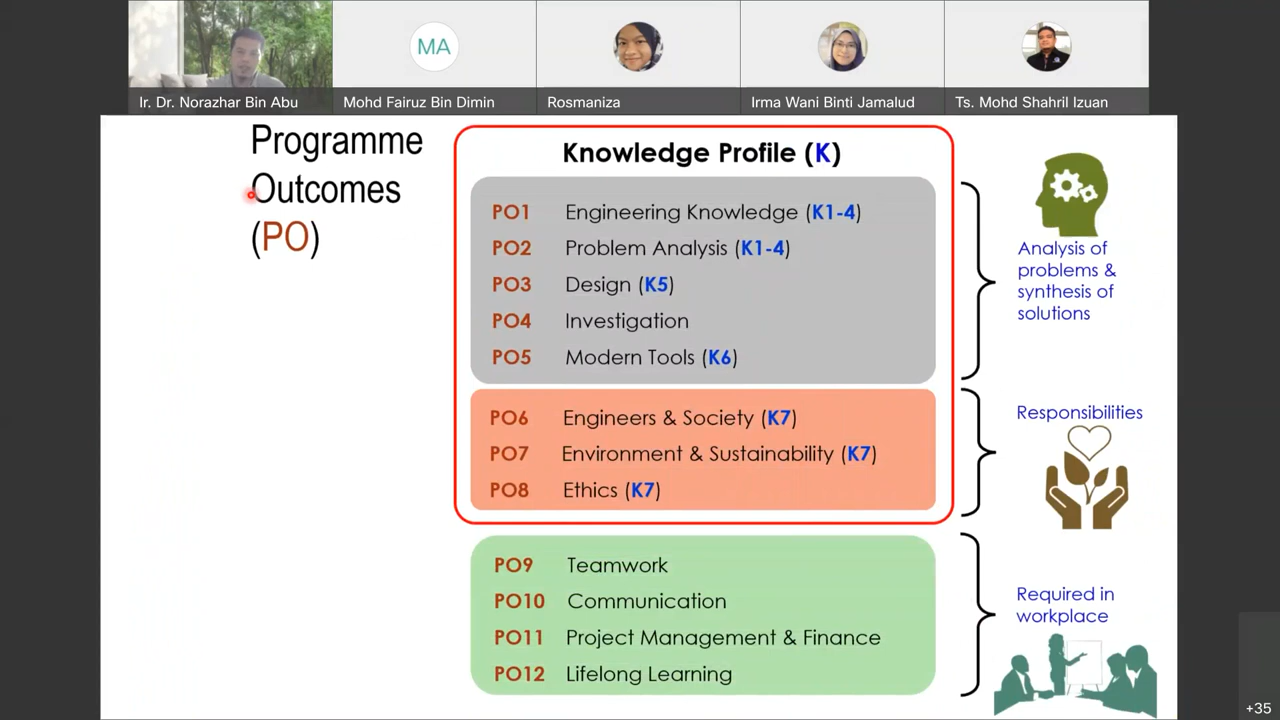 MA
Ir. Dr. Norazhar Bin Abu
Mohd Fairuz Bin Dimin
Rosmaniza
Irma Wani Binti Jamalud
Ts. Mohd Shahril Izuan
Programme
Outcomes
(PO)
Knowledge Profile (K)
PO1 Engineering Knowledge (K1-4)
PO2 Problem Analysis (K1-4)
PO3 Design (K5)
PO4 Investigation
PO5 Modern Tools (K6)
Analysis of
problems &
synthesis of
solutions
PO6 Engineers & Society (K7)
PO7 Environment & Sustainability (K7)
PO8 Ethics (K7)
Responsibilities
PO9 Teamwork
PO10 Communication
PO11 Project Management & Finance
PO12 Lifelong Learning
Required in
workplace
+35